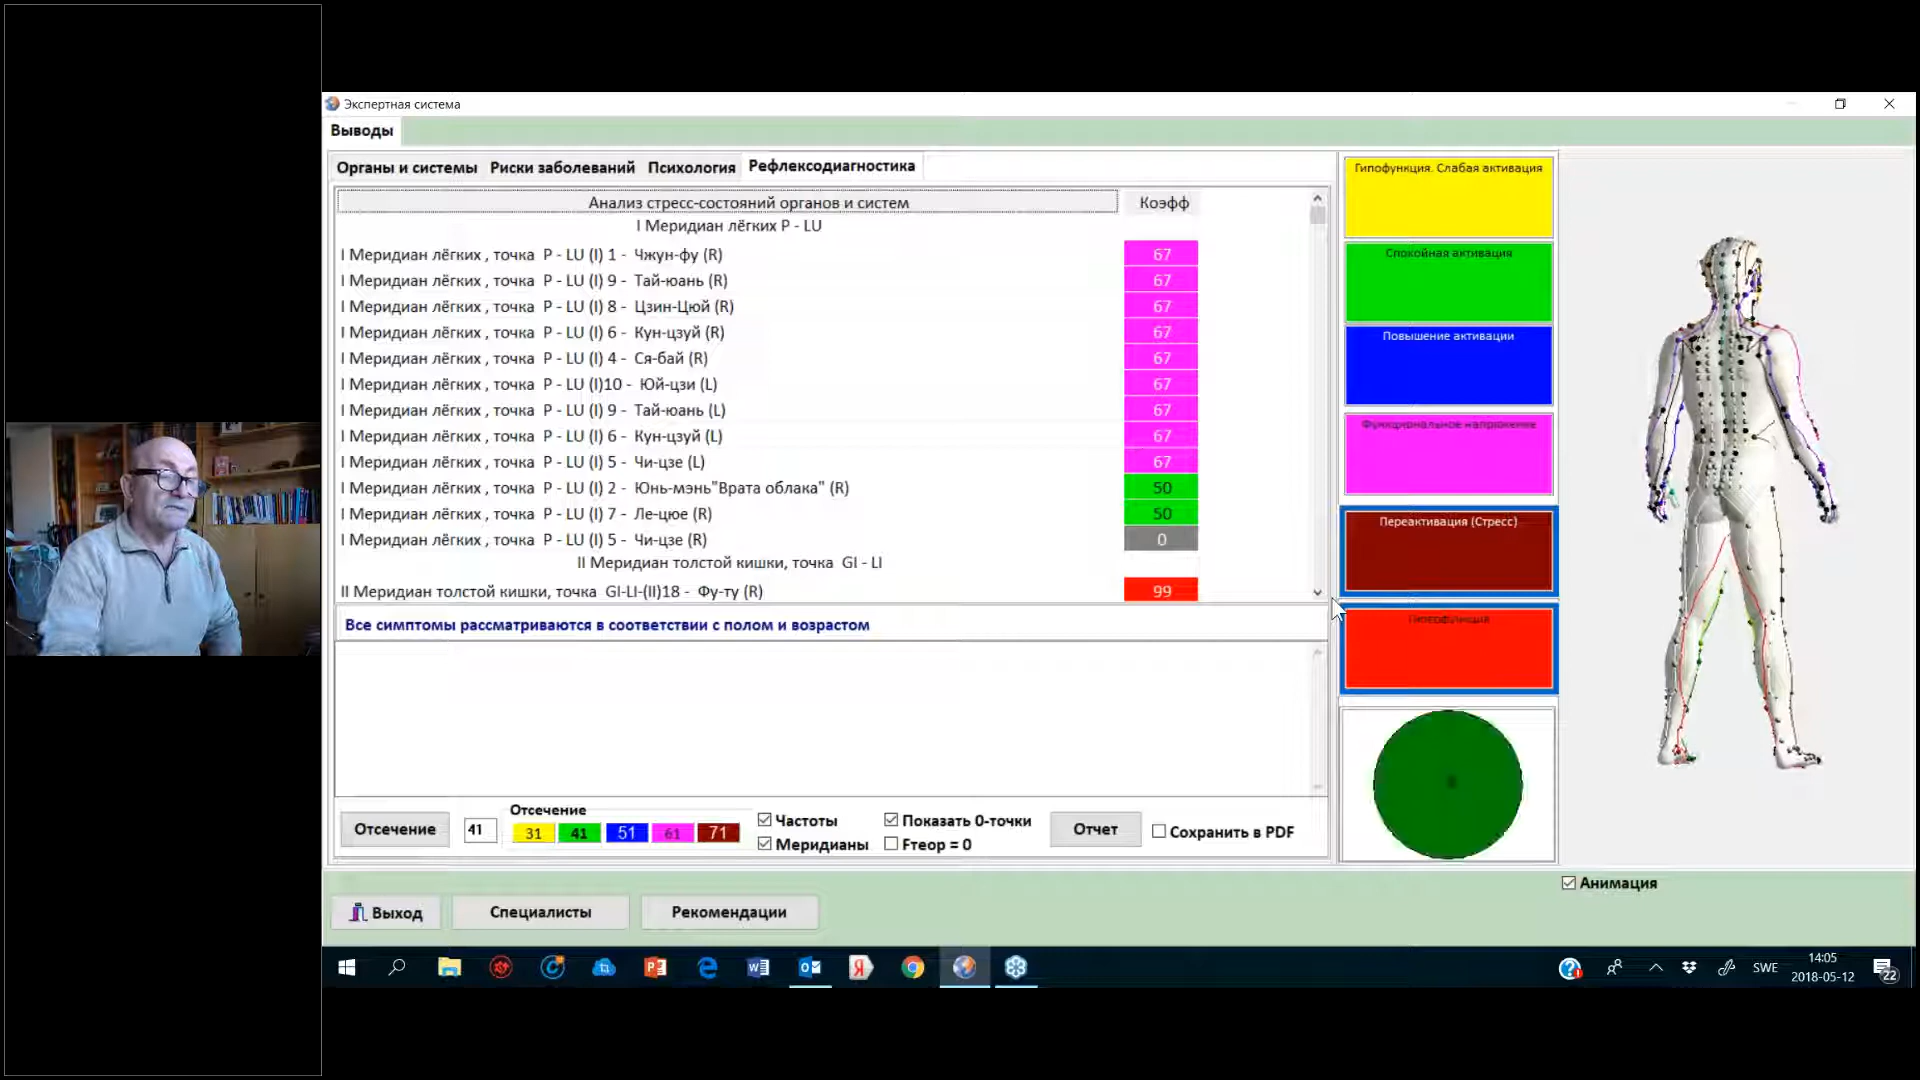 Экспертная система
Выводы
Органы и системы Риски заболеваний Психология Рефлексодиагностика
Анализ стресс-состояний органов и систем Коэфф
I Меридиан лёгких P - LU
I Меридиан лёгких , точка P - LU (I) 1 - Чжун-фу (R) 67
I Меридиан лёгких , точка P - LU (I) 9 - Тай-юань (R) 67
I Меридиан лёгких , точка P - LU (I) 8 - Цзин-Цюй (R) 67
I Меридиан лёгких , точка P - LU (I) 6 - Кун-цзуй (R) 67
I Меридиан лёгких , точка P - LU (I) 4 - Ся-бай (R) 67
I Меридиан лёгких , точка P - LU (I)10 - Юй-цзи (L) 67
I Меридиан лёгких , точка P - LU (I) 9 - Тай-юань (L) 67
I Меридиан лёгких , точка P - LU (I) 6 - Кун-цзуй (L) 67
I Меридиан лёгких , точка P - LU (I) 5 - Чи-цзе (L) 67
I Меридиан лёгких , точка P - LU (I) 2 - Юнь-мэнь"Врата облака" (R) 50
I Меридиан лёгких , точка P - LU (I) 7 - Ле-цюе (R) 50
I Меридиан лёгких , точка P - LU (I) 5 - Чи-цзе (R) 0
II Меридиан толстой кишки, точка GI - LI
II Меридиан толстой кишки, точка GI-LI-(II)18 - Фу-ту (R) 99
Все симптомы рассматриваются в соответствии с полом и возрастом
Гипофункция. Слабая активация
Спокойная активация
Повышение активации
Функциональное напряжение
Переактивация (Стресс)
Гиперфункция
Отсечение 41
Отсечение
31 41 51 61 71
Частоты
Меридианы
Показать 0-точки
Fтеор = 0
Отчет
Сохранить в PDF
Анимация
Выход Специалисты Рекомендации
SWE
14:05
2018-05-12
22